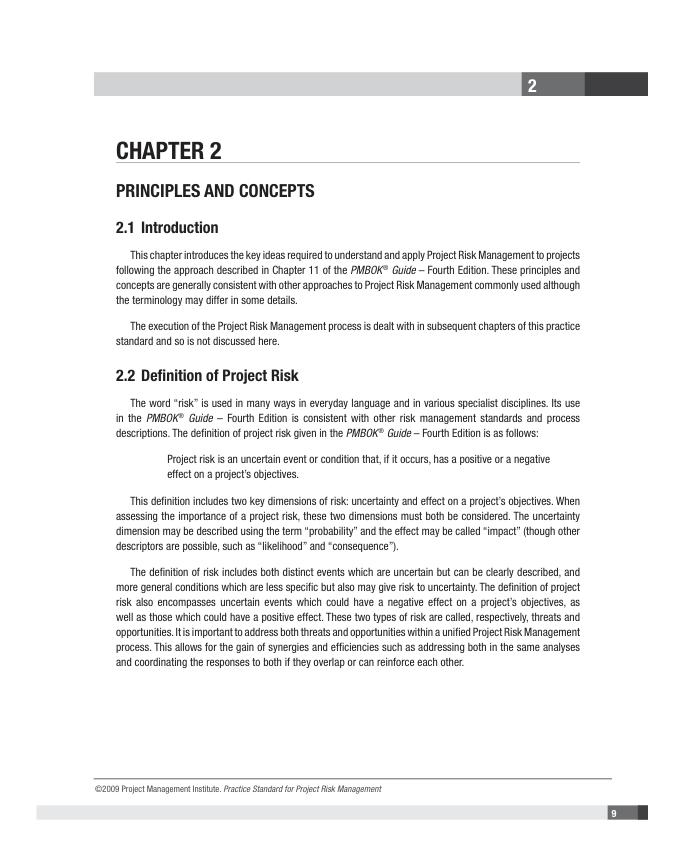 2
CHAPTER 2
PRINCIPLES AND CONCEPTS
2.1 Introduction
This chapter introduces the key ideas required to understand and apply Project Risk Management to projects
following the approach described in Chapter 11 of the PMBOK® Guide – Fourth Edition. These principles and
concepts are generally consistent with other approaches to Project Risk Management commonly used although
the terminology may differ in some details.
The execution of the Project Risk Management process is dealt with in subsequent chapters of this practice
standard and so is not discussed here.
2.2 Definition of Project Risk
The word “risk” is used in many ways in everyday language and in various specialist disciplines. Its use
in the PMBOK® Guide – Fourth Edition is consistent with other risk management standards and process
descriptions. The definition of project risk given in the PMBOK® Guide – Fourth Edition is as follows:
Project risk is an uncertain event or condition that, if it occurs, has a positive or a negative
effect on a project’s objectives.
This definition includes two key dimensions of risk: uncertainty and effect on a project’s objectives. When
assessing the importance of a project risk, these two dimensions must both be considered. The uncertainty
dimension may be described using the term “probability” and the effect may be called “impact” (though other
descriptors are possible, such as “likelihood” and “consequence”).
The definition of risk includes both distinct events which are uncertain but can be clearly described, and
more general conditions which are less specific but also may give risk to uncertainty. The definition of project
risk also encompasses uncertain events which could have a negative effect on a project’s objectives, as
well as those which could have a positive effect. These two types of risk are called, respectively, threats and
opportunities. It is important to address both threats and opportunities within a unified Project Risk Management
process. This allows for the gain of synergies and efficiencies such as addressing both in the same analyses
and coordinating the responses to both if they overlap or can reinforce each other.
©2009 Project Management Institute. Practice Standard for Project Risk Management
9